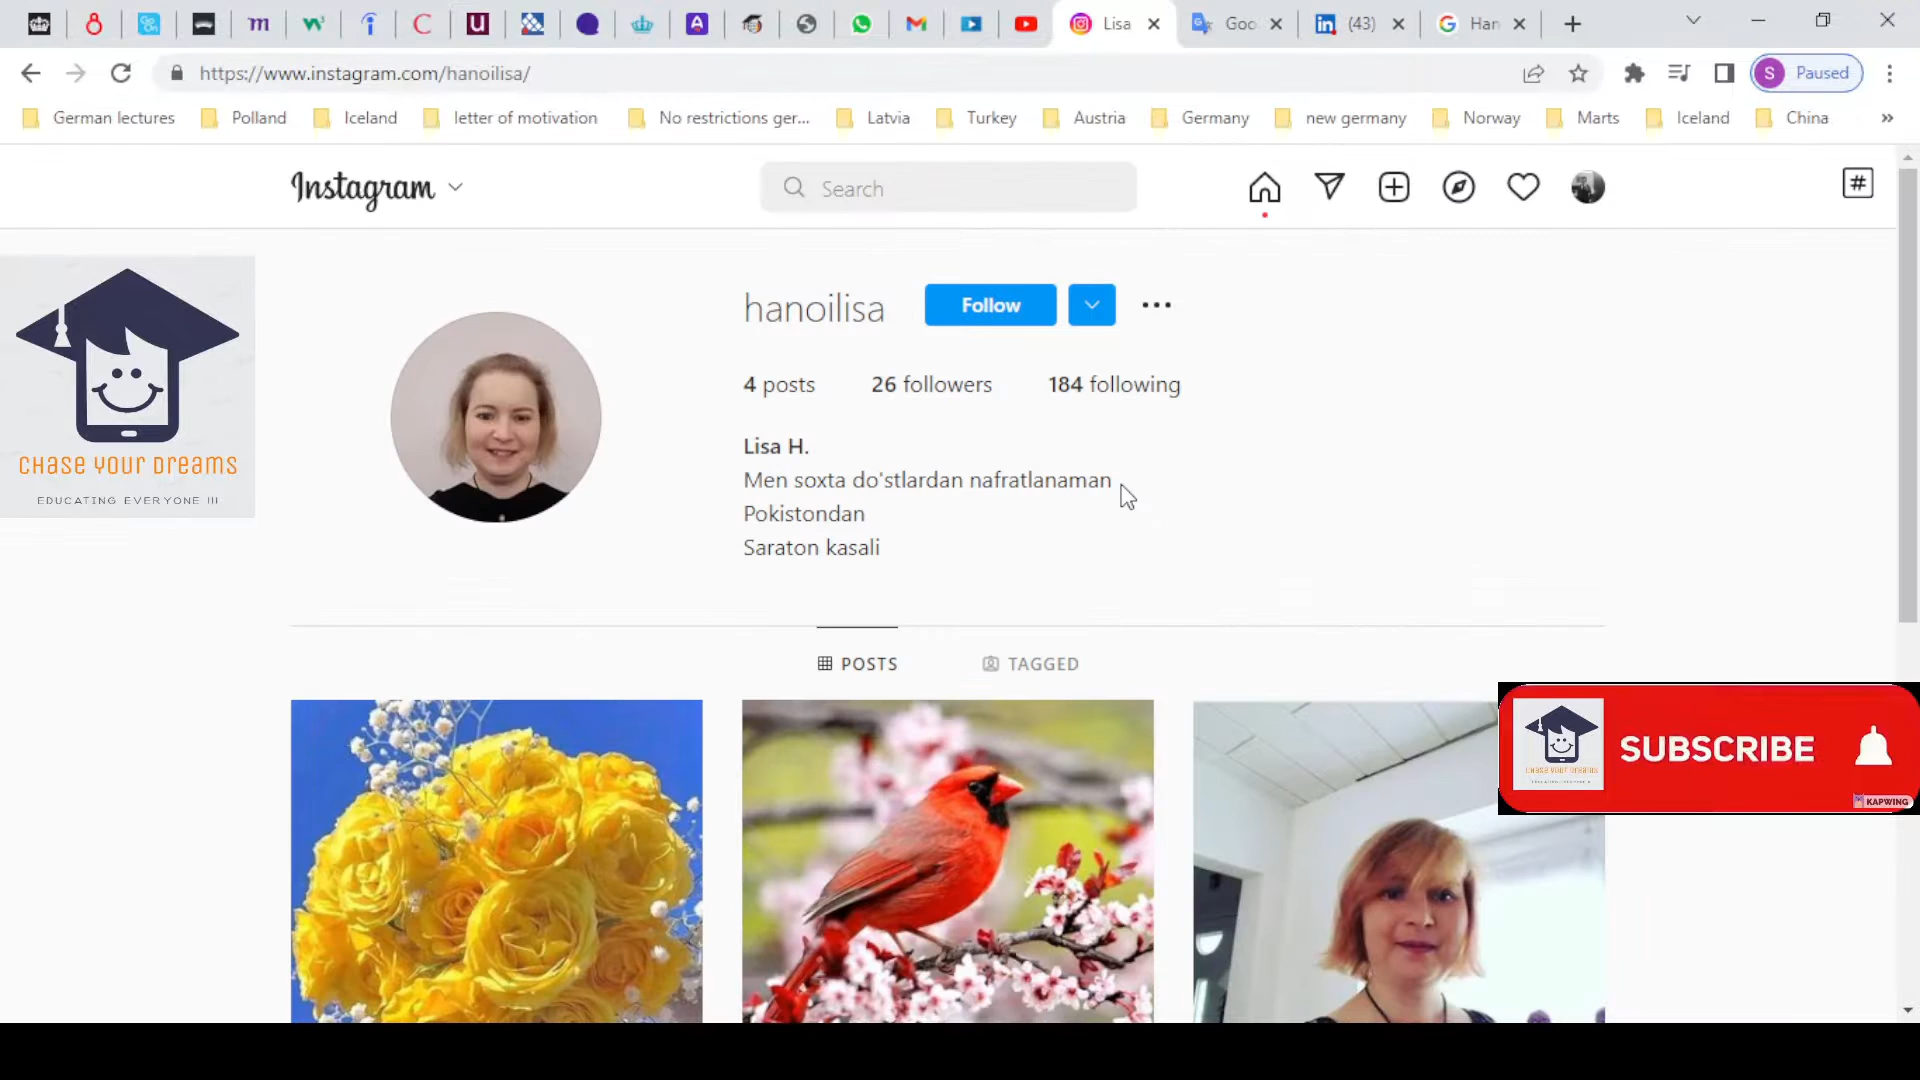 Lisa
Goo
(43)
Han
https://www.instagram.com/hanoilisa/
S
Paused
German lectures
Polland
Iceland
letter of motivation
No restrictions ger...
Latvia
Turkey
Austria
Germany
new germany
Norway
Marts
Iceland
China
»
Instagram
Search
#
hanoilisa
Follow
4 posts
26 followers
184 following
Lisa H.
Men soxta do'stlardan nafratlanaman
Pokistondan
Saraton kasali
CHASE YOUR DREAMS
EDUCATING EVERYONE !!!
POSTS
TAGGED
CHASE YOUR DREAMS
SUBSCRIBE
KAPWING